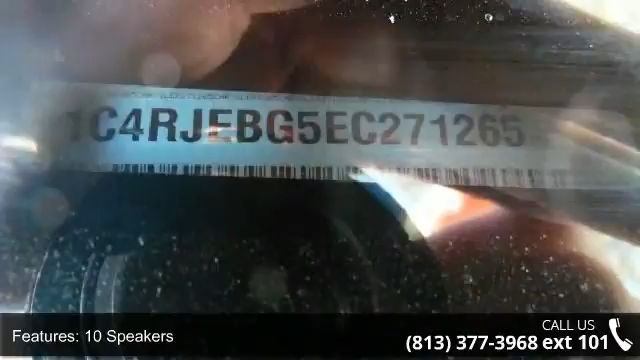 1C4RJEBG5EC271265
CALL US
Features: 10 Speakers
(813) 377-3968 ext 101